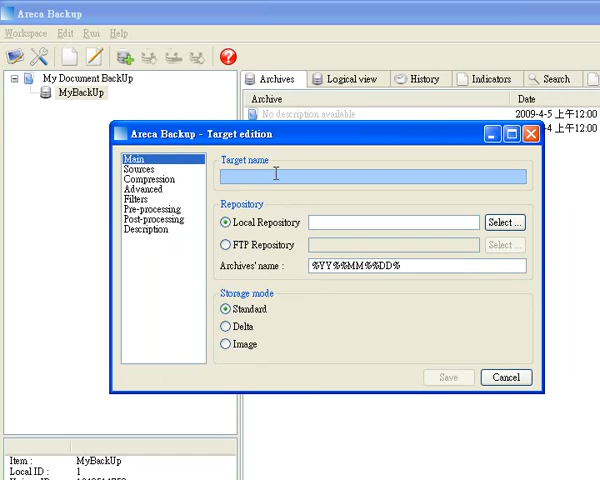 Areca Backup
Workspace Edit Run Help
My Document BackUp
MyBackUp
Archives Logical view History Indicators Search
Archive Date
No description available 2009-4-5 上午12:00
-4 上午12:00
Areca Backup - Target edition
Main
Sources
Compression
Advanced
Filters
Pre-processing
Post-processing
Description
Target name
Repository
Local Repository Select ...
FTP Repository Select ...
Archives' name : %YY%%MM%%DD%
Storage mode
Standard
Delta
Image
Save Cancel
Item : MyBackUp
Local ID : 1